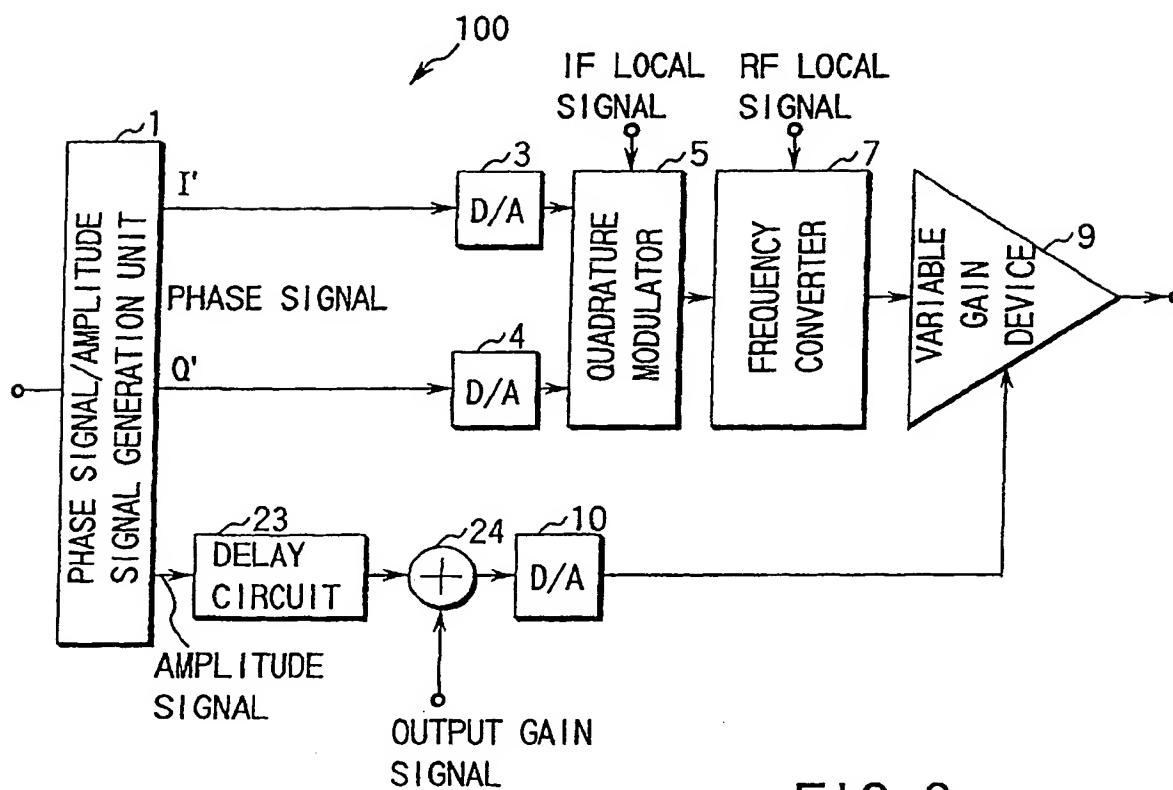 100
IF LOCAL
SIGNAL
RF LOCAL
SIGNAL
1
PHASE SIGNAL/AMPLITUDE
SIGNAL GENERATION UNIT
I'
PHASE SIGNAL
Q'
3
D/A
4
D/A
5
QUADRATURE
MODULATOR
7
FREQUENCY
CONVERTER
9
VARIABLE
GAIN
DEVICE
23
DELAY
CIRCUIT
24
+
10
D/A
AMPLITUDE
SIGNAL
OUTPUT GAIN
SIGNAL